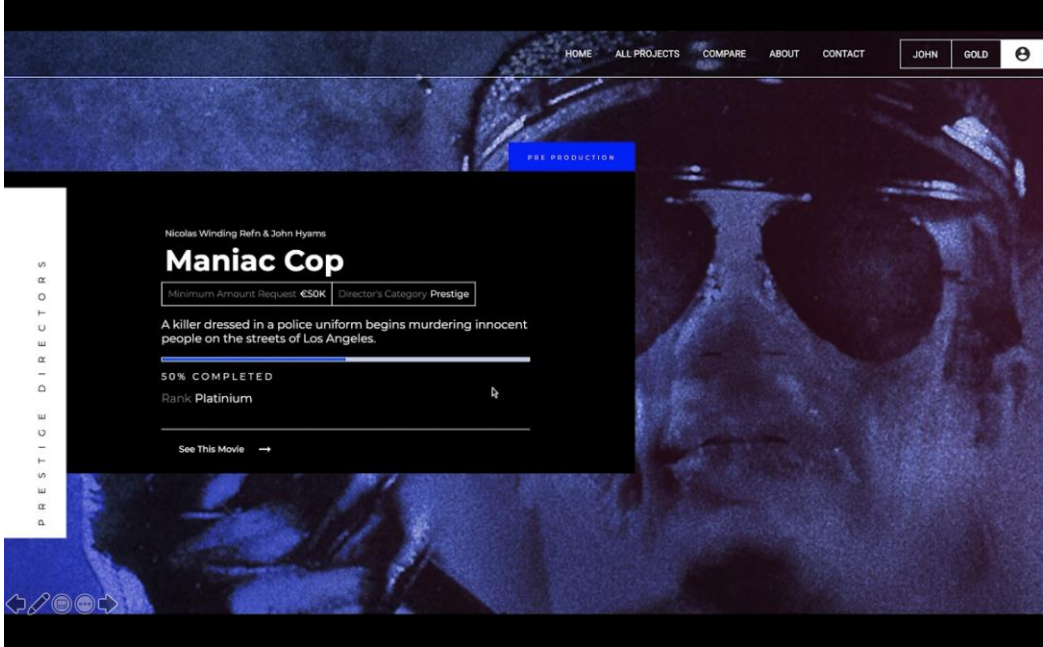 HOME ALL PROJECTS COMPARE ABOUT CONTACT JOHN GOLD
PRE PRODUCTION
PRESTIGE DIRECTORS
Nicolas Winding Refn & John Hyams
Maniac Cop
Minimum Amount Request €50K Director's Category Prestige
A killer dressed in a police uniform begins murdering innocent
people on the streets of Los Angeles.
50% COMPLETED
Rank Platinium
See This Movie →